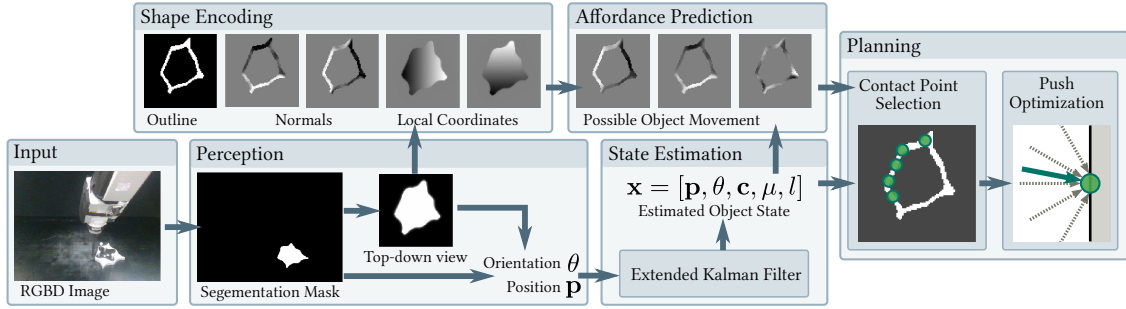 Shape Encoding
Outline
Normals
Local Coordinates
Affordance Prediction
Possible Object Movement
Planning
Contact Point
Selection
Push
Optimization
Input
RGBD Image
Perception
Segementation Mask
Top-down view
Orientation θ
Position p
State Estimation
x = [p, θ, c, μ, l]
Estimated Object State
Extended Kalman Filter